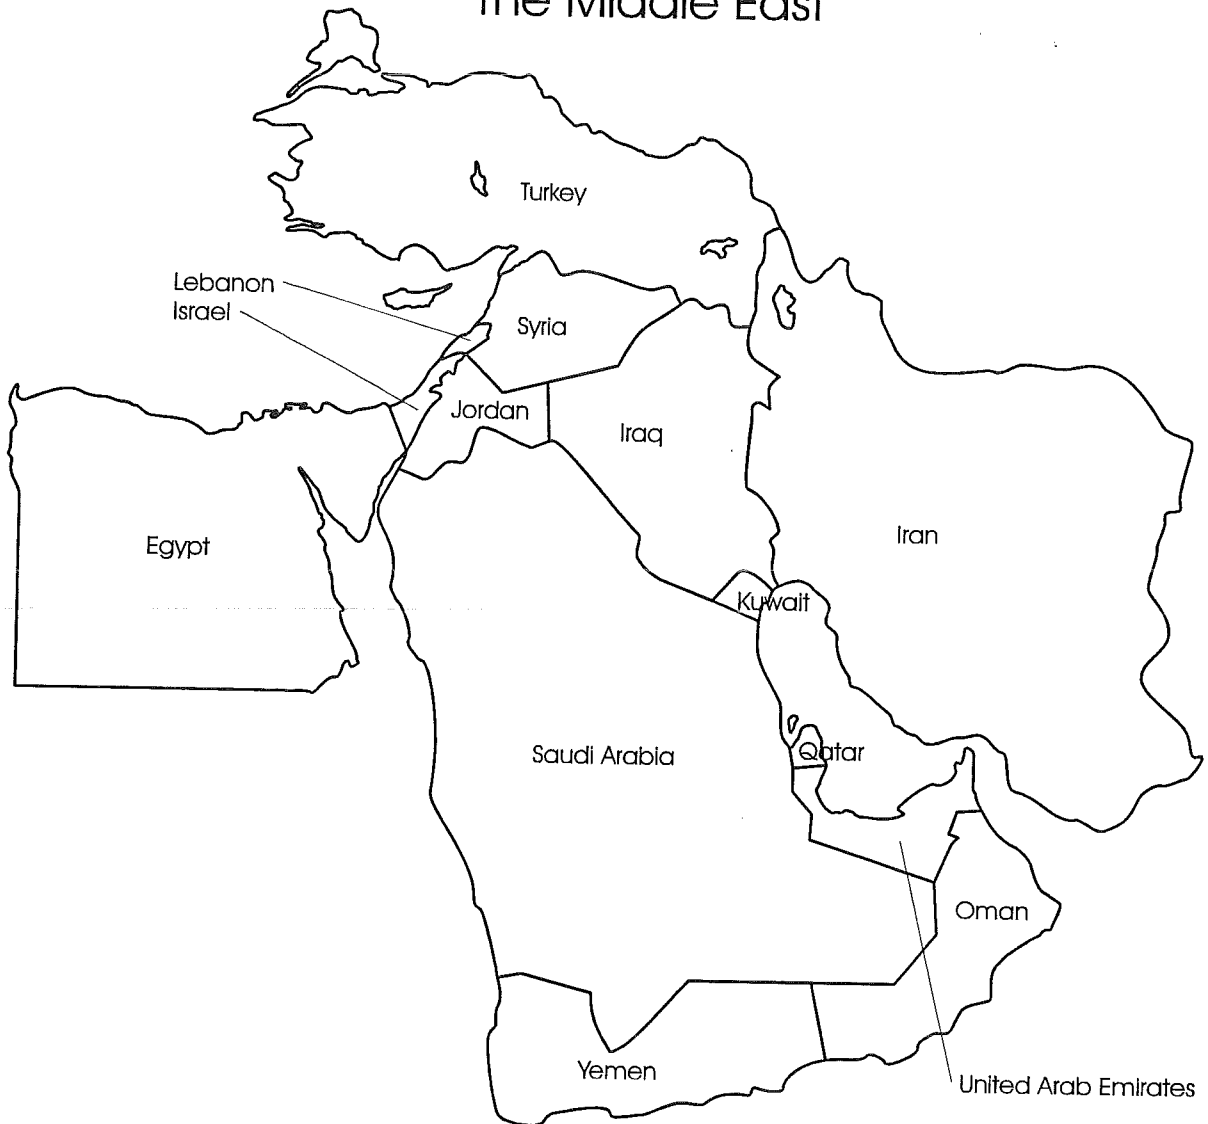 The Middle East
Turkey
Lebanon
Israel
Syria
Jordan
Iraq
Iran
Egypt
Kuwait
Saudi Arabia
Qatar
Oman
Yemen
United Arab Emirates